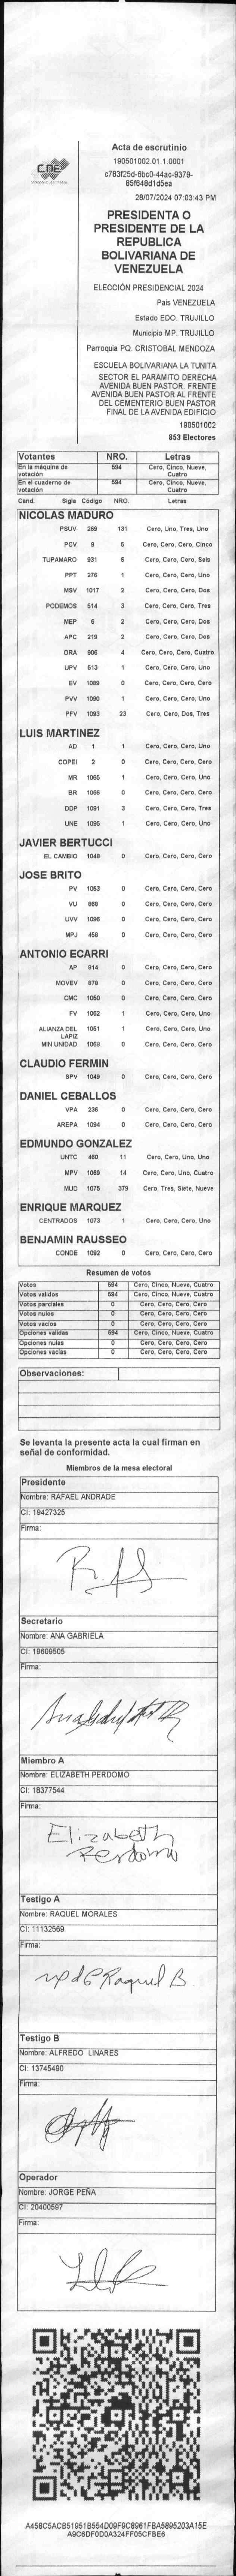 CNE
Acta de escrutinio
190501002.01.1.0001
c783f25d-6bc0-44ac-9379-
85f648d1d5ea
28/07/2024 07:03:43 PM
PRESIDENTA O
PRESIDENTE DE LA
REPUBLICA
BOLIVARIANA DE
VENEZUELA
ELECCIÓN PRESIDENCIAL 2024
Pais VENEZUELA
Estado EDO. TRUJILLO
Municipio MP. TRUJILLO
Parroquia PQ. CRISTOBAL MENDOZA
ESCUELA BOLIVARIANA LA TUNITA
SECTOR EL PARAMITO DERECHA
AVENIDA BUEN PASTOR. FRENTE
AVENIDA BUEN PASTOR AL FRENTE
DEL CEMENTERIO BUEN PASTOR
FINAL DE LA AVENIDA EDIFICIO
190501002
853 Electores
Votantes NRO. Letras
En la máquina de votación 594 Cero, Cinco, Nueve, Cuatro
En el cuaderno de votación 594 Cero, Cinco, Nueve, Cuatro
Cand. Sigla Código NRO. Letras
NICOLAS MADURO
PSUV 269 131 Cero, Uno, Tres, Uno
PCV 9 5 Cero, Cero, Cero, Cinco
TUPAMARO 931 6 Cero, Cero, Cero, Seis
PPT 276 1 Cero, Cero, Cero, Uno
MSV 1017 2 Cero, Cero, Cero, Dos
PODEMOS 614 3 Cero, Cero, Cero, Tres
MEP 6 2 Cero, Cero, Cero, Dos
APC 219 2 Cero, Cero, Cero, Dos
ORA 906 4 Cero, Cero, Cero, Cuatro
UPV 613 1 Cero, Cero, Cero, Uno
EV 1089 0 Cero, Cero, Cero, Cero
PVV 1090 1 Cero, Cero, Cero, Uno
PFV 1093 23 Cero, Cero, Dos, Tres
LUIS MARTINEZ
AD 1 1 Cero, Cero, Cero, Uno
COPEI 2 0 Cero, Cero, Cero, Cero
MR 1065 1 Cero, Cero, Cero, Uno
BR 1066 0 Cero, Cero, Cero, Cero
DDP 1091 3 Cero, Cero, Cero, Tres
UNE 1095 1 Cero, Cero, Cero, Uno
JAVIER BERTUCCI
EL CAMBIO 1048 0 Cero, Cero, Cero, Cero
JOSE BRITO
PV 1053 0 Cero, Cero, Cero, Cero
VU 868 0 Cero, Cero, Cero, Cero
UVV 1096 0 Cero, Cero, Cero, Cero
MPJ 458 0 Cero, Cero, Cero, Cero
ANTONIO ECARRI
AP 814 0 Cero, Cero, Cero, Cero
MOVEV 878 0 Cero, Cero, Cero, Cero
CMC 1050 0 Cero, Cero, Cero, Cero
FV 1052 1 Cero, Cero, Cero, Uno
ALIANZA DEL LAPIZ 1051 1 Cero, Cero, Cero, Uno
MIN UNIDAD 1069 0 Cero, Cero, Cero, Cero
CLAUDIO FERMIN
SPV 1049 0 Cero, Cero, Cero, Cero
DANIEL CEBALLOS
VPA 236 0 Cero, Cero, Cero, Cero
AREPA 1094 0 Cero, Cero, Cero, Cero
EDMUNDO GONZALEZ
UNTC 460 11 Cero, Cero, Uno, Uno
MPV 1069 14 Cero, Cero, Uno, Cuatro
MUD 1075 379 Cero, Tres, Siete, Nueve
ENRIQUE MARQUEZ
CENTRADOS 1073 1 Cero, Cero, Cero, Uno
BENJAMIN RAUSSEO
CONDE 1092 0 Cero, Cero, Cero, Cero
Resumen de votos
Votos 594 Cero, Cinco, Nueve, Cuatro
Votos validos 594 Cero, Cinco, Nueve, Cuatro
Votos parciales 0 Cero, Cero, Cero, Cero
Votos nulos 0 Cero, Cero, Cero, Cero
Votos vacios 0 Cero, Cero, Cero, Cero
Opciones validas 594 Cero, Cinco, Nueve, Cuatro
Opciones nulas 0 Cero, Cero, Cero, Cero
Opciones vacias 0 Cero, Cero, Cero, Cero
Observaciones:
Se levanta la presente acta la cual firman en
señal de conformidad.
Miembros de la mesa electoral
Presidente
Nombre: RAFAEL ANDRADE
CI: 19427325
Firma:
Secretario
Nombre: ANA GABRIELA
CI: 19609505
Firma:
Miembro A
Nombre: ELIZABETH PERDOMO
CI: 18377544
Firma:
Elizabeth
Perdomo
Testigo A
Nombre: RAQUEL MORALES
CI: 11132569
Firma:
Raquel B
Testigo B
Nombre: ALFREDO LINARES
CI: 13745490
Firma:
Operador
Nombre: JORGE PEÑA
CI: 20400597
Firma:
A458C5ACB51951B554D09F9C8961FBA5895203A15E
A9C6DF0D0A324FF05CFBE6